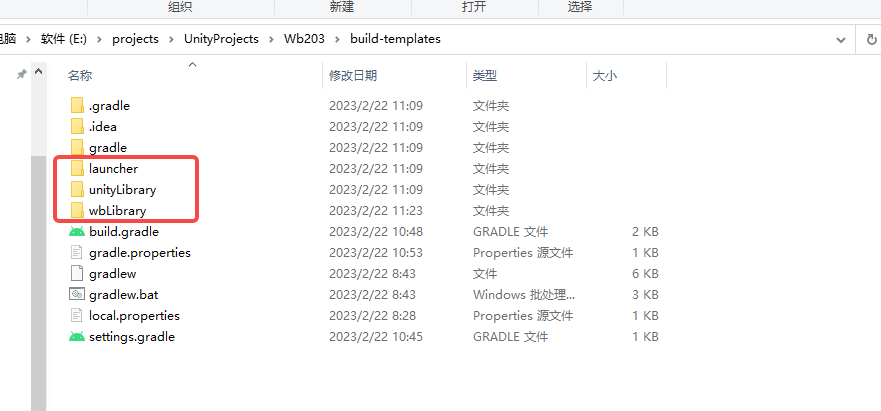 组织 新建 打开 选择
电脑 > 软件 (E:) > projects > UnityProjects > Wb203 > build-templates
名称 修改日期 类型 大小
.gradle 2023/2/22 11:09 文件夹
.idea 2023/2/22 11:09 文件夹
gradle 2023/2/22 11:09 文件夹
launcher 2023/2/22 11:09 文件夹
unityLibrary 2023/2/22 11:09 文件夹
wbLibrary 2023/2/22 11:23 文件夹
build.gradle 2023/2/22 10:48 GRADLE 文件 2 KB
gradle.properties 2023/2/22 10:53 Properties 源文件 1 KB
gradlew 2023/2/22 8:43 文件 6 KB
gradlew.bat 2023/2/22 8:43 Windows 批处理... 3 KB
local.properties 2023/2/22 8:28 Properties 源文件 1 KB
settings.gradle 2023/2/22 10:45 GRADLE 文件 1 KB